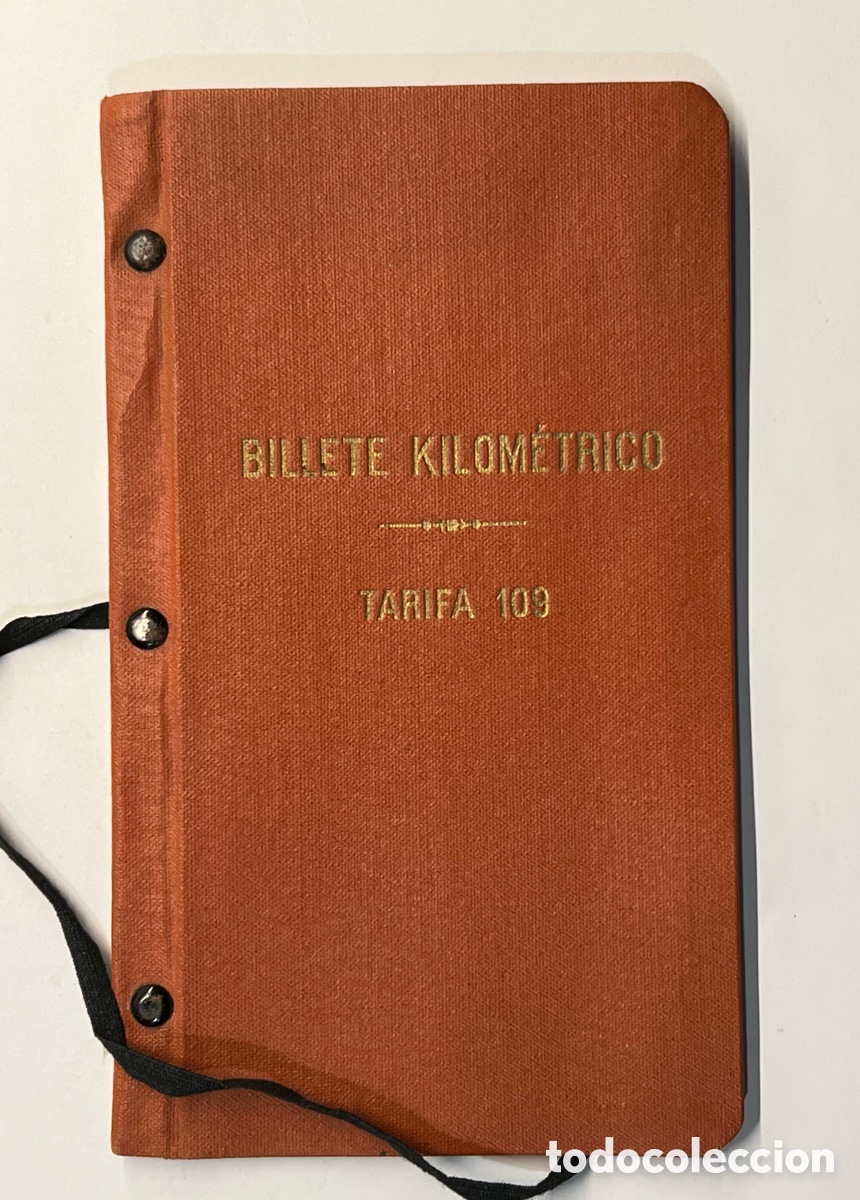 BILLETE KILOMÉTRICO
TARIFA 109
todocoleccion